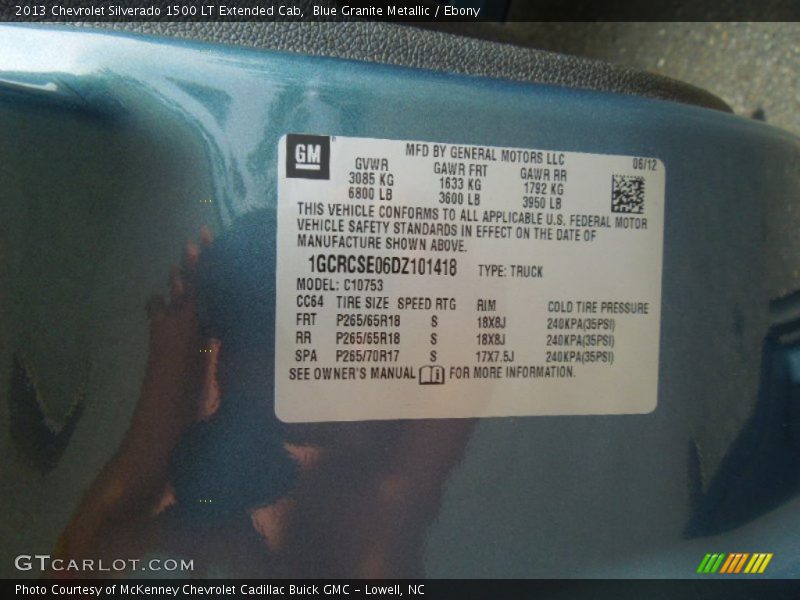 2013 Chevrolet Silverado 1500 LT Extended Cab, Blue Granite Metallic / Ebony
GM
MFD BY GENERAL MOTORS LLC
06/12
GVWR GAWR FRT GAWR RR
3085 KG 1633 KG 1792 KG
6800 LB 3600 LB 3950 LB
THIS VEHICLE CONFORMS TO ALL APPLICABLE U.S. FEDERAL MOTOR
VEHICLE SAFETY STANDARDS IN EFFECT ON THE DATE OF
MANUFACTURE SHOWN ABOVE.
1GCRCSE06DZ101418 TYPE: TRUCK
MODEL: C10753
CC64 TIRE SIZE SPEED RTG RIM COLD TIRE PRESSURE
FRT P265/65R18 S 18X8J 240KPA(35PSI)
RR P265/65R18 S 18X8J 240KPA(35PSI)
SPA P265/70R17 S 17X7.5J 240KPA(35PSI)
SEE OWNER'S MANUAL FOR MORE INFORMATION.
GTCARLOT.COM
Photo Courtesy of McKenney Chevrolet Cadillac Buick GMC - Lowell, NC